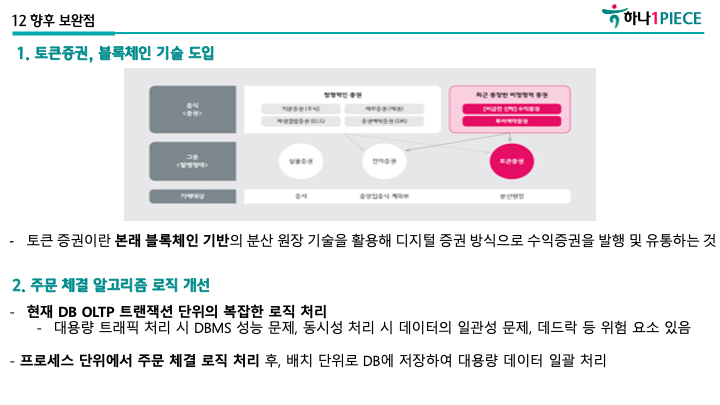 12 향후 보완점
하나1PIECE
1. 토큰증권, 블록체인 기술 도입
음식
<증권>
정형적인 증권
지분증권 (주식)
채무증권 (채권)
파생결합증권 (ELS)
증권예탁증권 (DR)
최근 등장한 비정형적 증권
[비금전 신탁] 수익증권
투자계약증권
그릇
<발행형태>
실물증권
전자증권
토큰증권
기재대상
증서
중앙집중식 계좌부
분산원장
- 토큰 증권이란 본래 블록체인 기반의 분산 원장 기술을 활용해 디지털 증권 방식으로 수익증권을 발행 및 유통하는 것
2. 주문 체결 알고리즘 로직 개선
- 현재 DB OLTP 트랜잭션 단위의 복잡한 로직 처리
- 대용량 트래픽 처리 시 DBMS 성능 문제, 동시성 처리 시 데이터의 일관성 문제, 데드락 등 위험 요소 있음
- 프로세스 단위에서 주문 체결 로직 처리 후, 배치 단위로 DB에 저장하여 대용량 데이터 일괄 처리